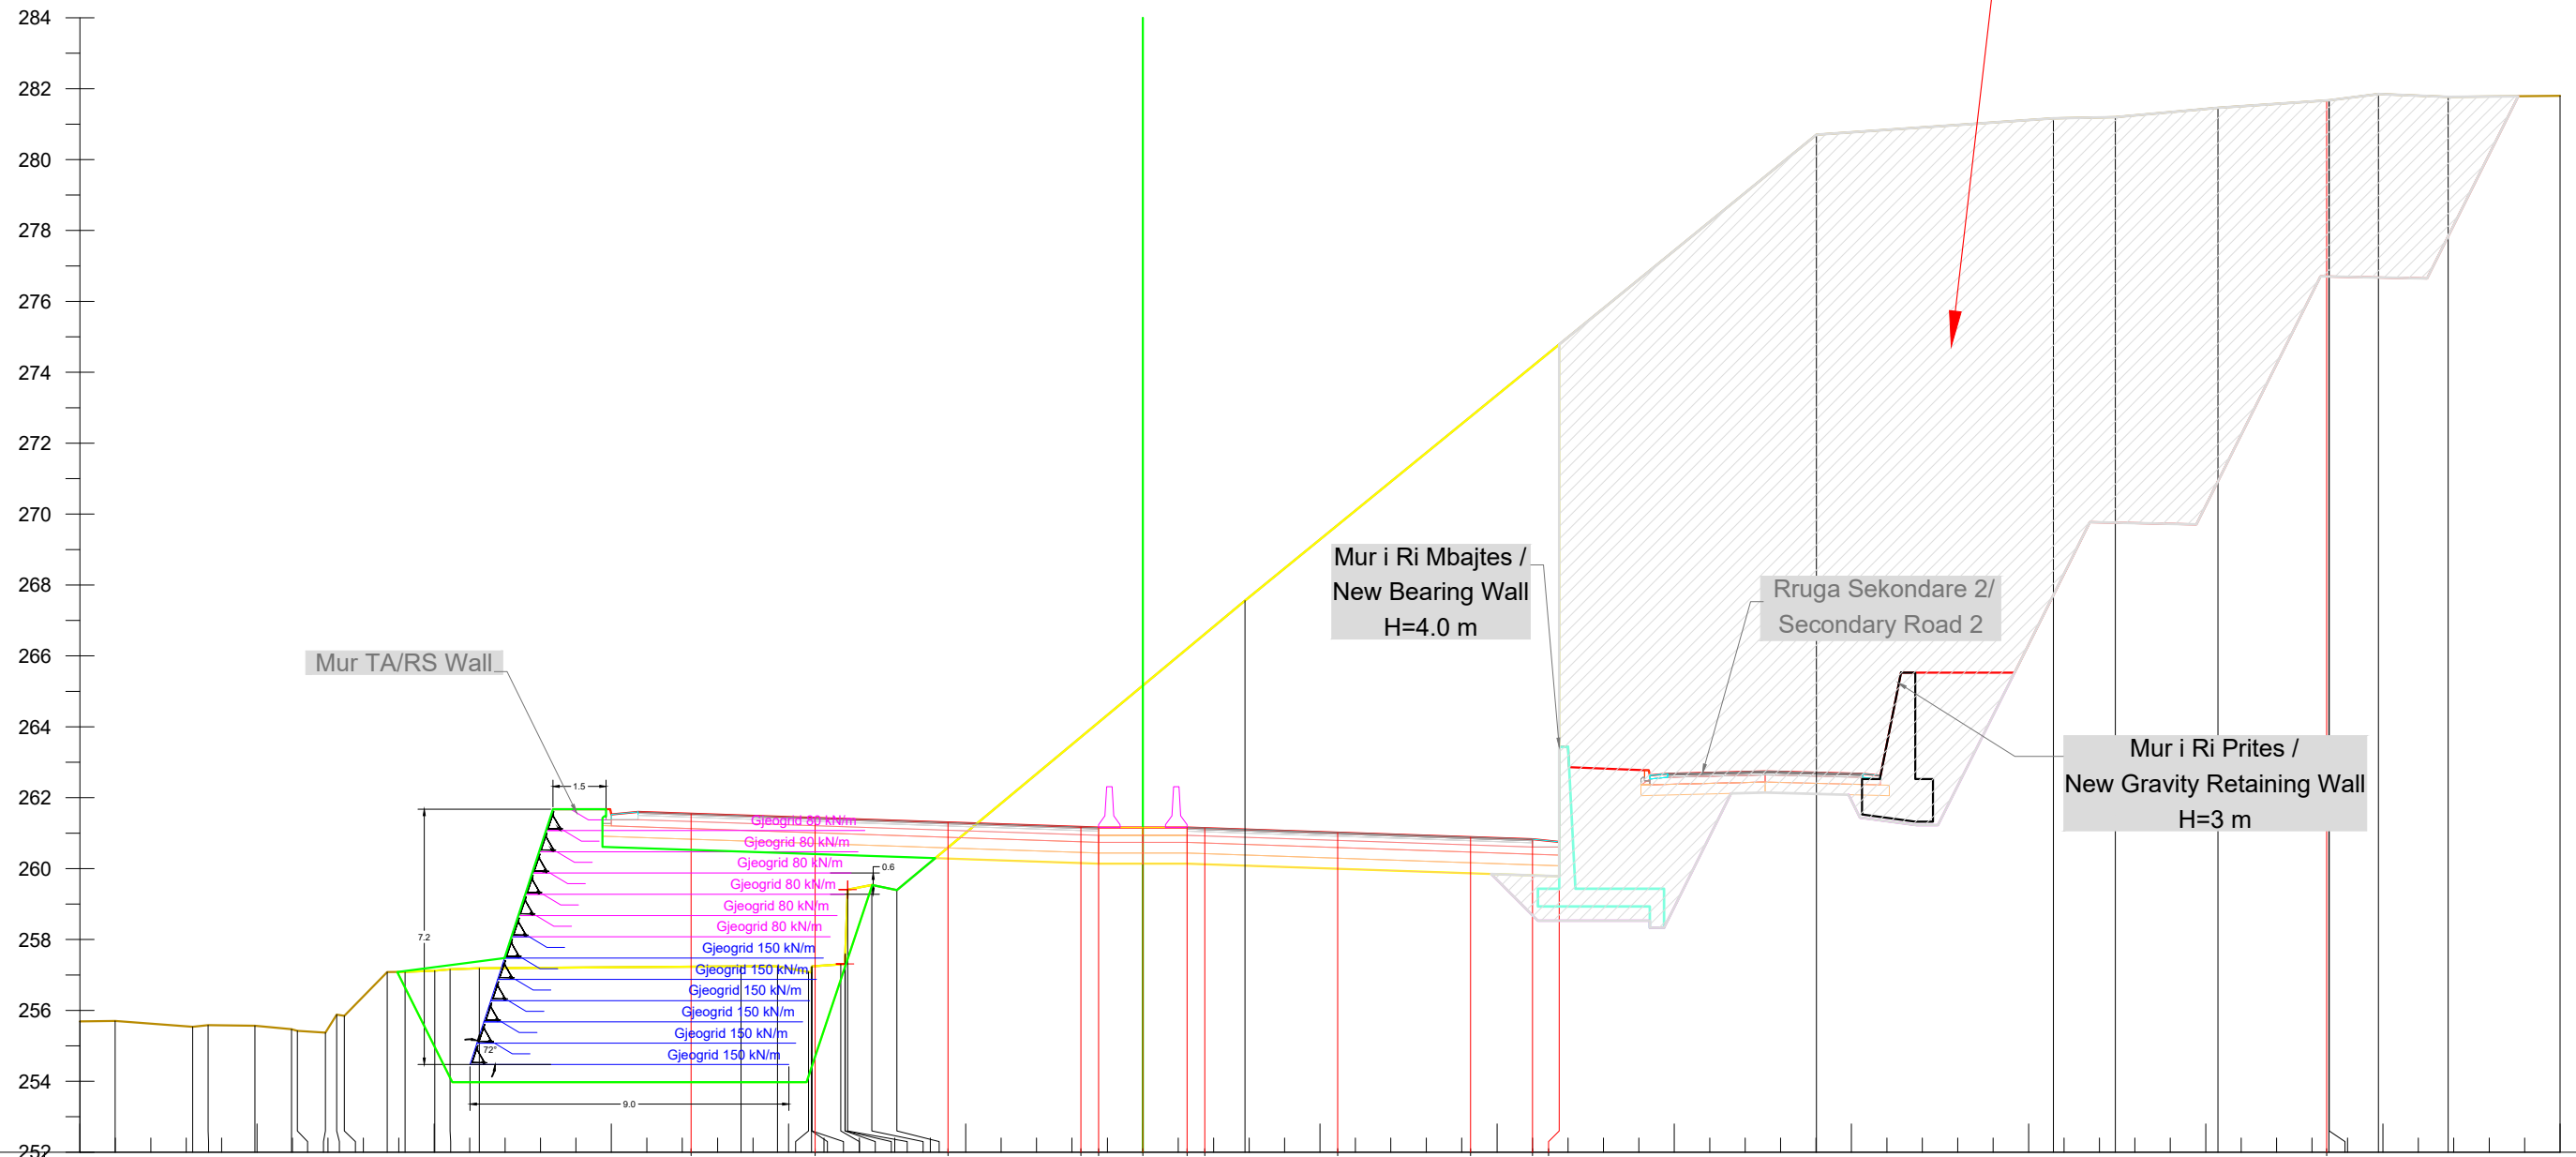 284
282
280
278
276
274
272
270
268
266
264
262
260
258
256
254
252
Mur i Ri Mbajtes /
New Bearing Wall
H=4.0 m
Rruga Sekondare 2/
Secondary Road 2
Mur TA/RS Wall
Mur i Ri Prites /
New Gravity Retaining Wall
H=3 m
1.5
Gjeogrid 80 kN/m
Gjeogrid 80 kN/m
Gjeogrid 80 kN/m
0.6
Gjeogrid 80 kN/m
Gjeogrid 80 kN/m
Gjeogrid 80 kN/m
7.2
Gjeogrid 150 kN/m
Gjeogrid 150 kN/m
Gjeogrid 150 kN/m
Gjeogrid 150 kN/m
Gjeogrid 150 kN/m
72°
Gjeogrid 150 kN/m
9.0